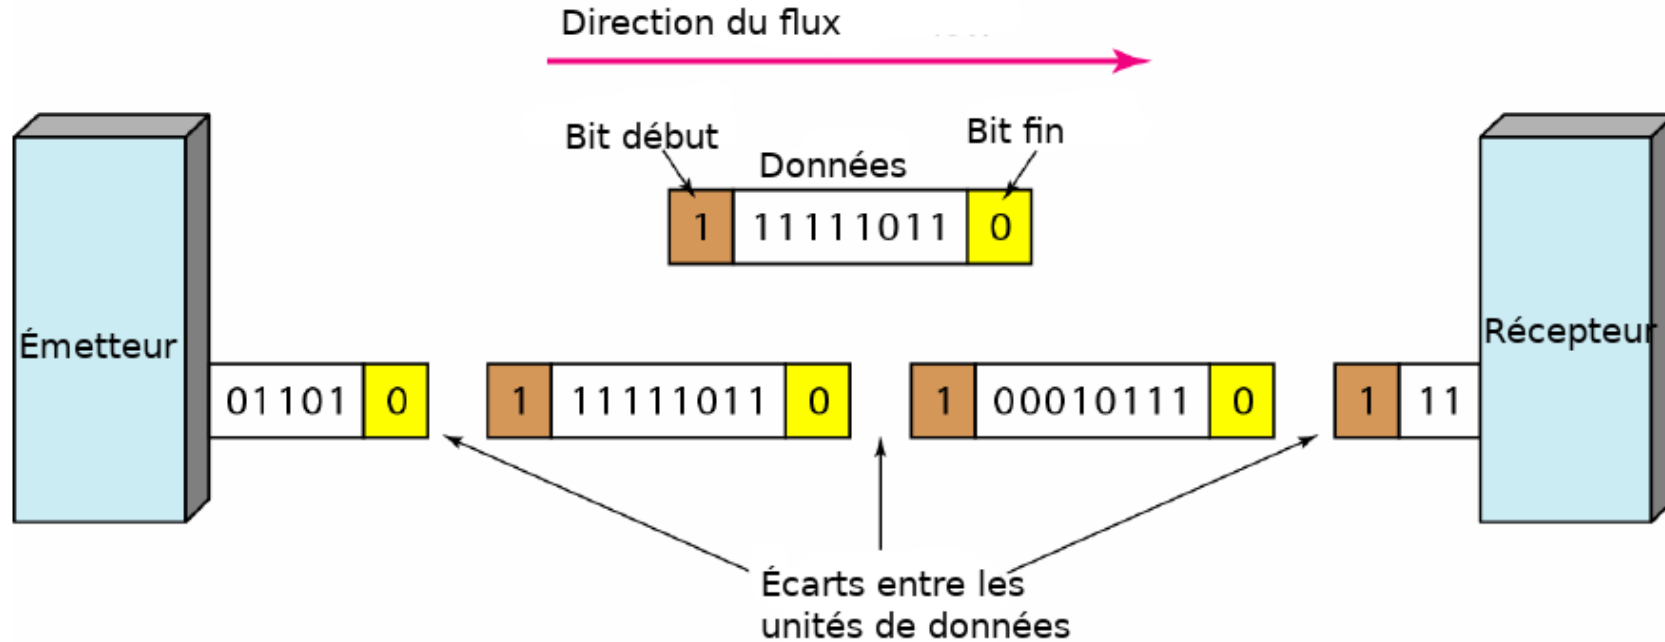 Direction du flux
Bit début
Bit fin
Données
1 11111011 0
Émetteur
Récepteur
01101 0
1 11111011 0
1 00010111 0
1 11
Écarts entre les
unités de données